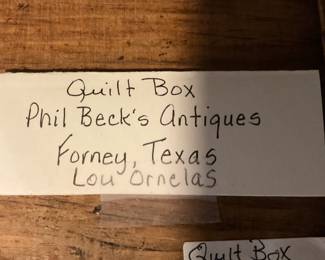 Quilt Box
Phil Beck's Antiques
Forney, Texas
Lou Ornelas
Quilt Box